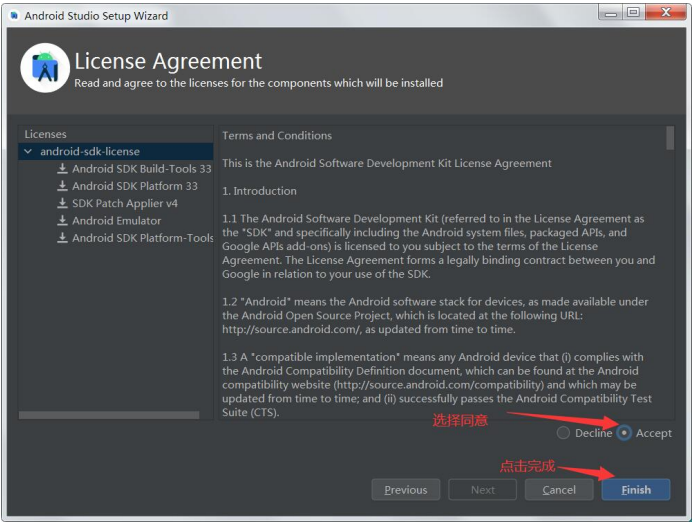 Android Studio Setup Wizard
License Agreement
Read and agree to the licenses for the components which will be installed
Licenses
android-sdk-license
Android SDK Build-Tools 33
Android SDK Platform 33
SDK Patch Applier v4
Android Emulator
Android SDK Platform-Tools
Terms and Conditions
This is the Android Software Development Kit License Agreement
1. Introduction
1.1 The Android Software Development Kit (referred to in the License Agreement as
the "SDK" and specifically including the Android system files, packaged APIs, and
Google APIs add-ons) is licensed to you subject to the terms of the License
Agreement. The License Agreement forms a legally binding contract between you and
Google in relation to your use of the SDK.
1.2 "Android" means the Android software stack for devices, as made available under
the Android Open Source Project, which is located at the following URL:
http://source.android.com/, as updated from time to time.
1.3 A "compatible implementation" means any Android device that (i) complies with
the Android Compatibility Definition document, which can be found at the Android
compatibility website (http://source.android.com/compatibility) and which may be
updated from time to time; and (ii) successfully passes the Android Compatibility Test
Suite (CTS).
选择同意
Decline Accept
点击完成
Previous Next Cancel Finish